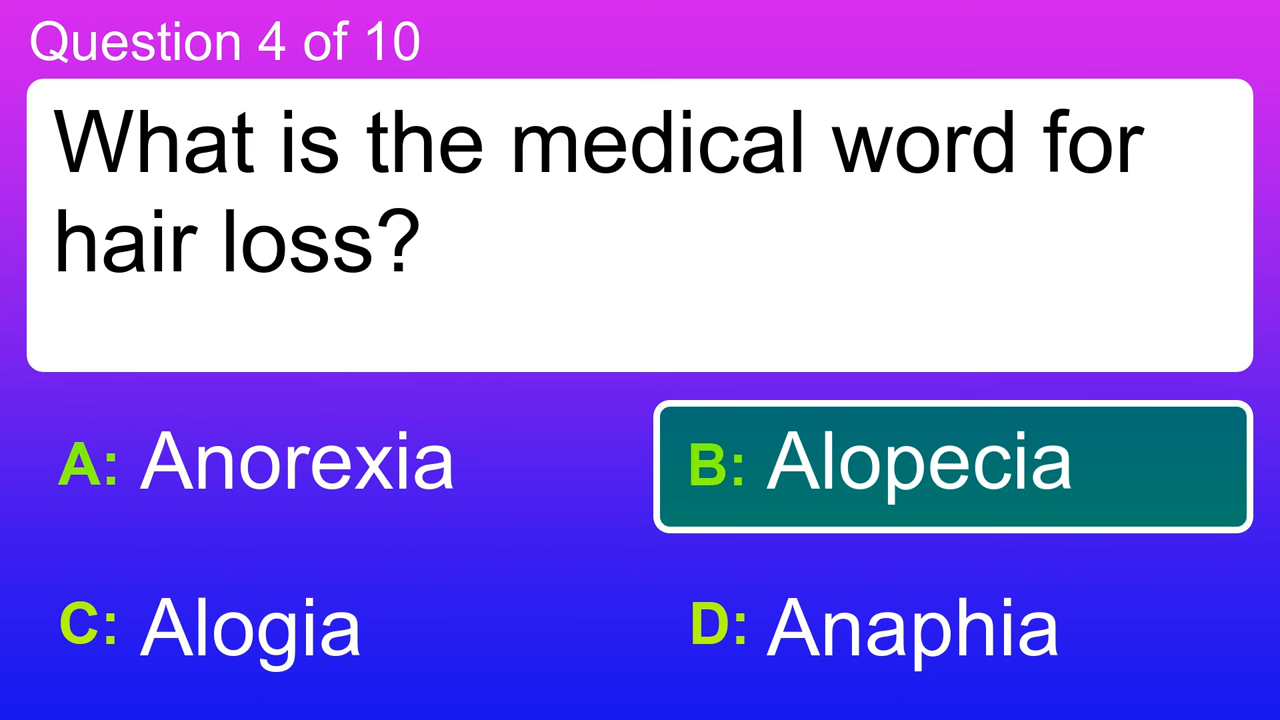 Question 4 of 10
What is the medical word for
hair loss?
A: Anorexia
B: Alopecia
C: Alogia
D: Anaphia